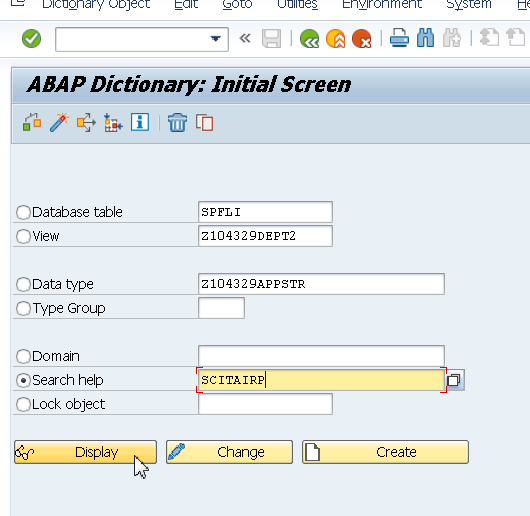 Dictionary Object Edit Goto Utilities Environment System
ABAP Dictionary: Initial Screen
Database table SPFLI
View Z104329DEPT2
Data type Z104329APPSTR
Type Group
Domain
Search help SCITAIRP
Lock object
Display Change Create